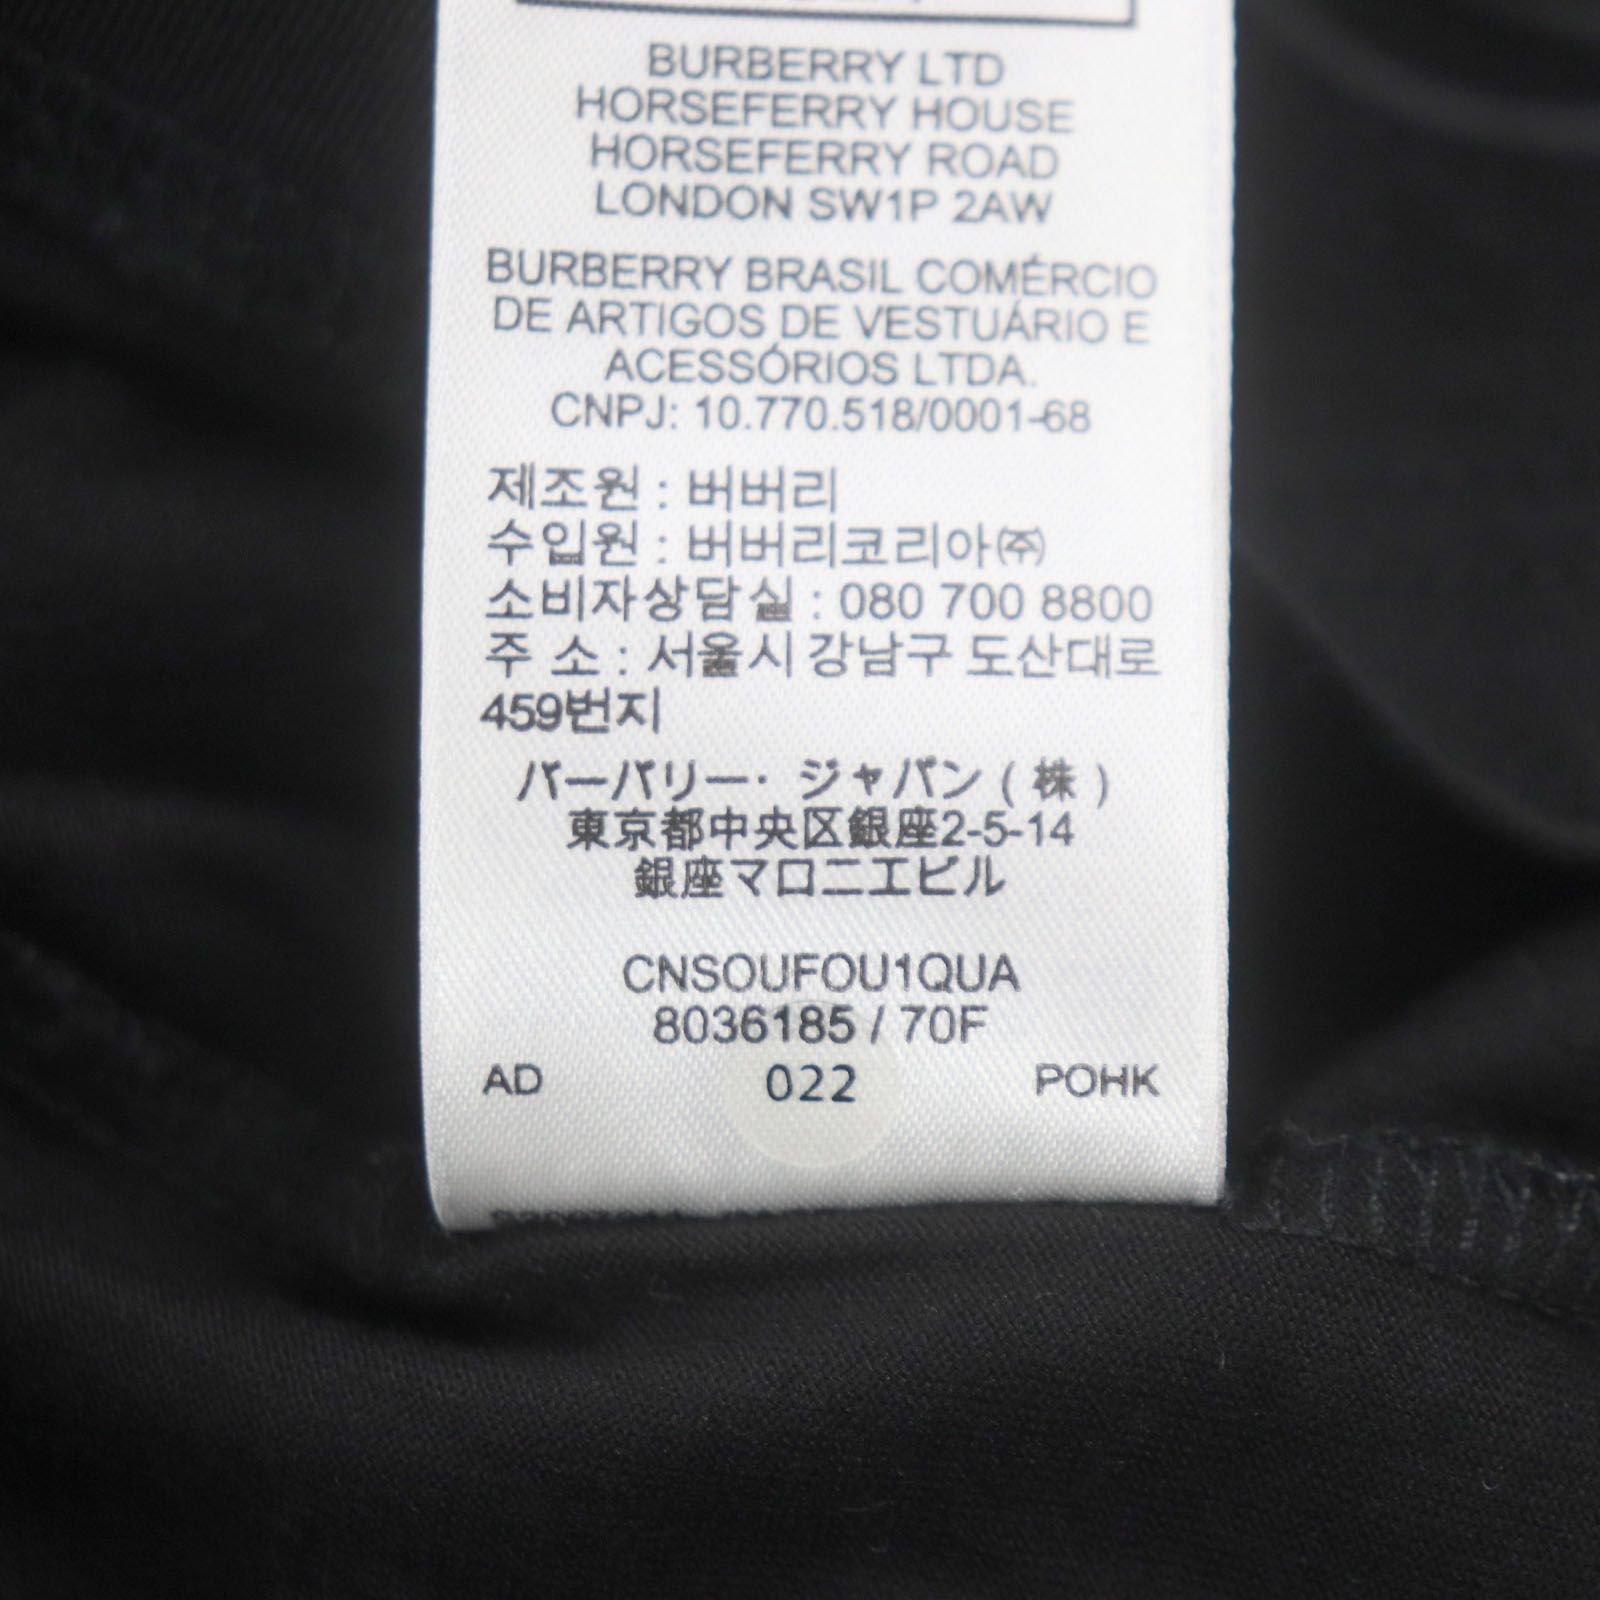 BURBERRY LTD
HORSEFERRY HOUSE
HORSEFERRY ROAD
LONDON SW1P 2AW
BURBERRY BRASIL COMÉRCIO
DE ARTIGOS DE VESTUÁRIO E
ACESSÓRIOS LTDA.
CNPJ: 10.770.518/0001-68
제조원 : 버버리
수입원 : 버버리코리아㈜
소비자상담실 : 080 700 8800
주 소 : 서울시 강남구 도산대로
459번지
バーバリー・ジャパン ( 株 )
東京都中央区銀座2-5-14
銀座マロニエビル
CNSOUFOU1QUA
8036185 / 70F
AD 022 POHK